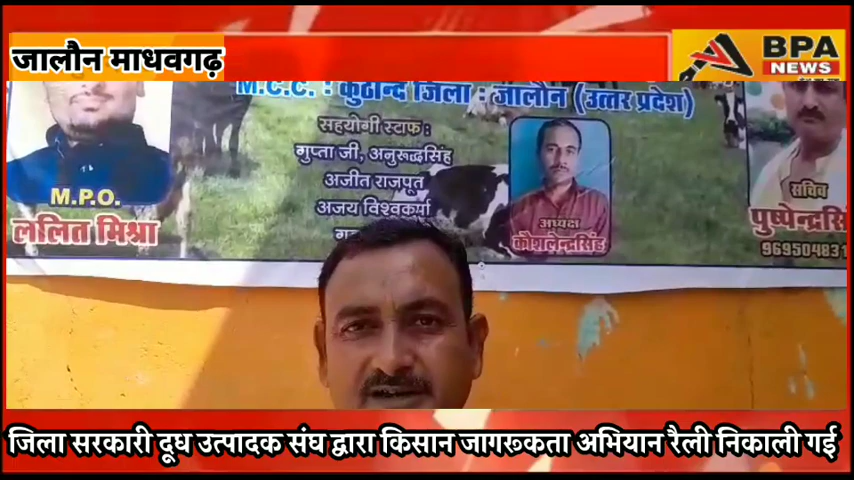 जालौन माधवगढ़
BPA
NEWS
M.C.C. : कुठौन्द जिला : जालौन (उत्तर प्रदेश)
सहयोगी स्टाफ :
गुप्ता जी, अनुरूद्धसिंह
अजीत राजपूत
अजय विश्वकर्मा
M.P.O.
ललित मिश्रा
अध्यक्ष
कौशलेन्द्रसिंह
सचिव
पुष्पेन्द्रसिंह
96950483
जिला सरकारी दूध उत्पादक संघ द्वारा किसान जागरूकता अभियान रैली निकाली गई